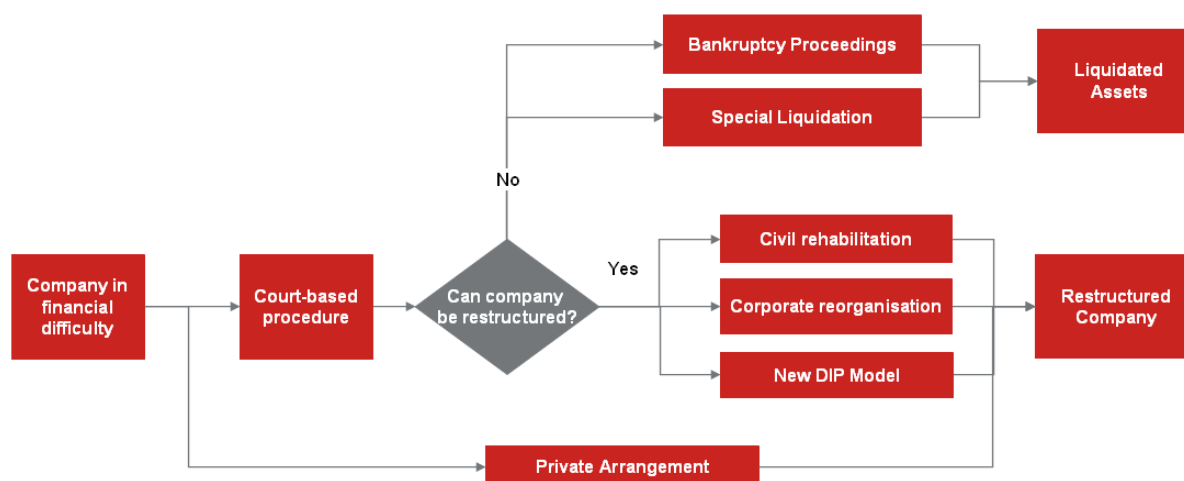 Bankruptcy Proceedings
Liquidated
Assets
Special Liquidation
No
Civil rehabilitation
Yes
Company in
financial
difficulty
Court-based
procedure
Can company
be restructured?
Corporate reorganisation
Restructured
Company
New DIP Model
Private Arrangement